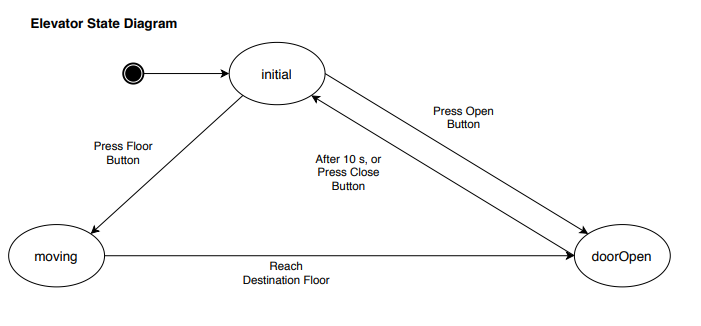 Elevator State Diagram
initial
Press Open
Button
Press Floor
Button
After 10 s, or
Press Close
Button
moving
doorOpen
Reach
Destination Floor